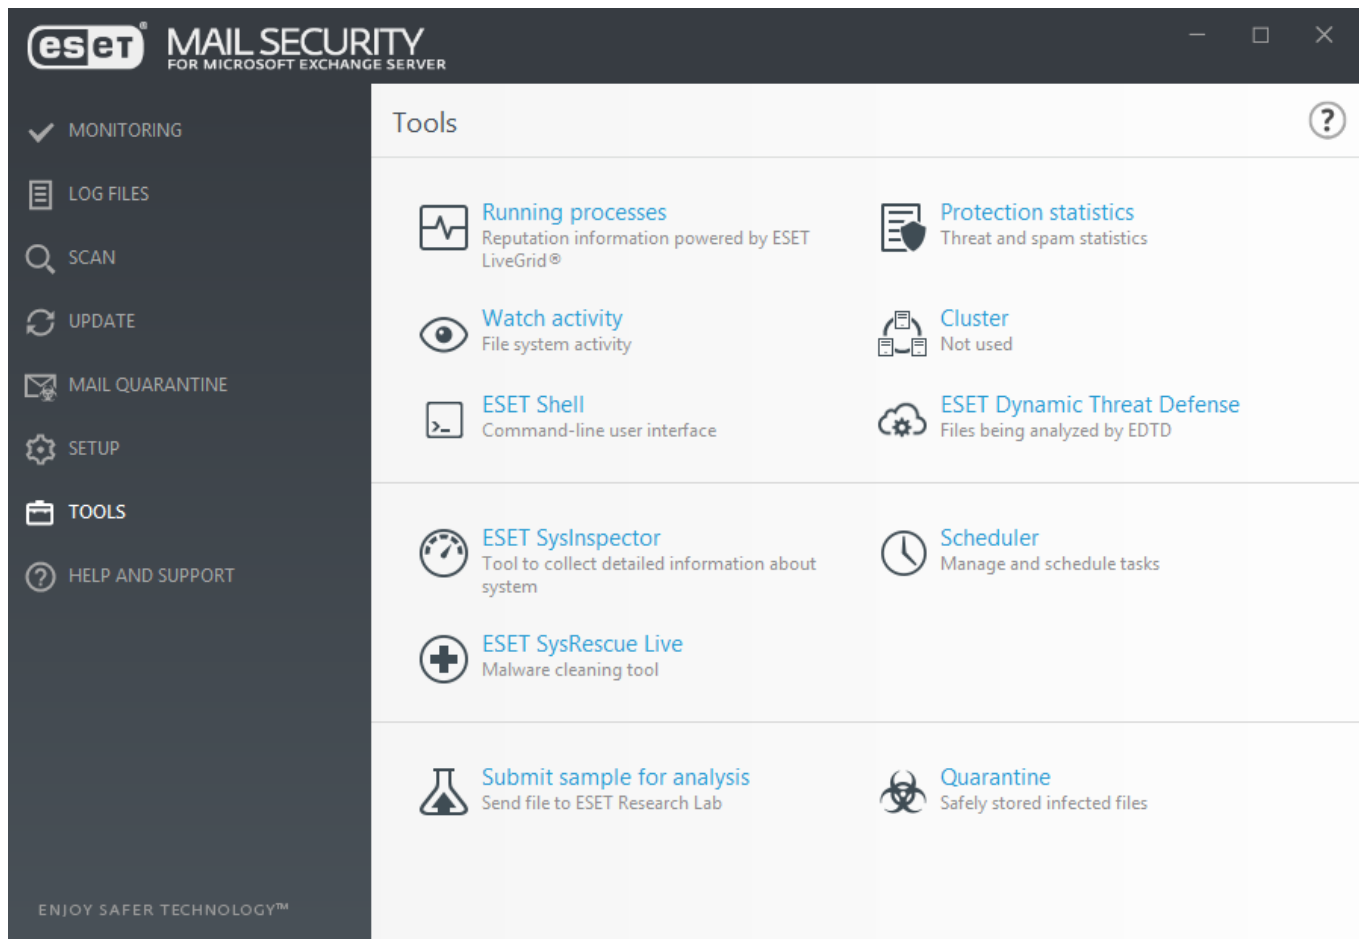 eset® MAIL SECURITY
FOR MICROSOFT EXCHANGE SERVER
MONITORING
LOG FILES
SCAN
UPDATE
MAIL QUARANTINE
SETUP
TOOLS
HELP AND SUPPORT
ENJOY SAFER TECHNOLOGY™
Tools
?
Running processes
Reputation information powered by ESET
LiveGrid®
Protection statistics
Threat and spam statistics
Watch activity
File system activity
Cluster
Not used
ESET Shell
Command-line user interface
ESET Dynamic Threat Defense
Files being analyzed by EDTD
ESET SysInspector
Tool to collect detailed information about
system
Scheduler
Manage and schedule tasks
ESET SysRescue Live
Malware cleaning tool
Submit sample for analysis
Send file to ESET Research Lab
Quarantine
Safely stored infected files